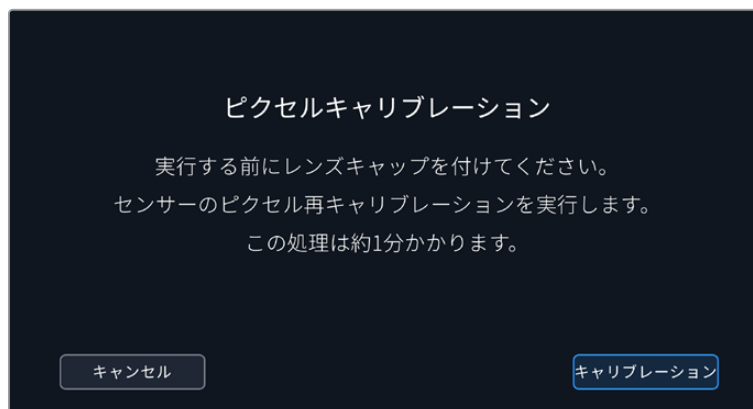 ピクセルキャリブレーション
実行する前にレンズキャップを付けてください。
センサーのピクセル再キャリブレーションを実行します。
この処理は約1分かかります。
キャンセル
キャリブレーション